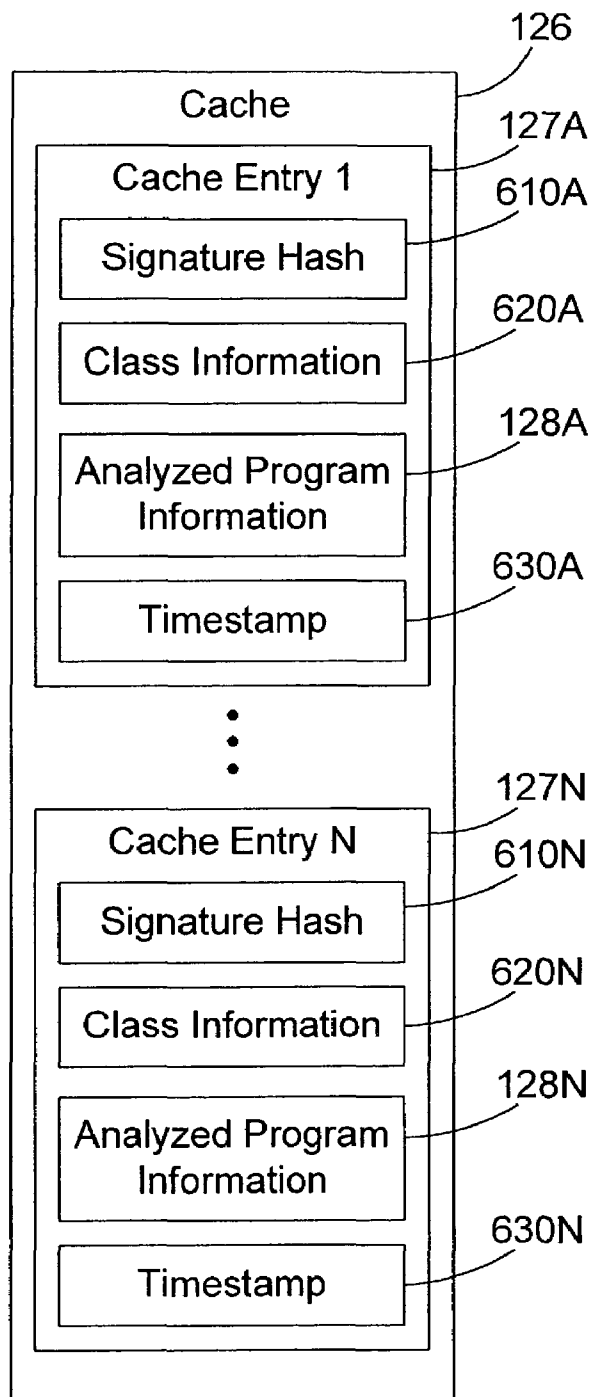 126
Cache
127A
Cache Entry 1
610A
Signature Hash
620A
Class Information
128A
Analyzed Program
Information
630A
Timestamp
127N
Cache Entry N
610N
Signature Hash
620N
Class Information
128N
Analyzed Program
Information
630N
Timestamp